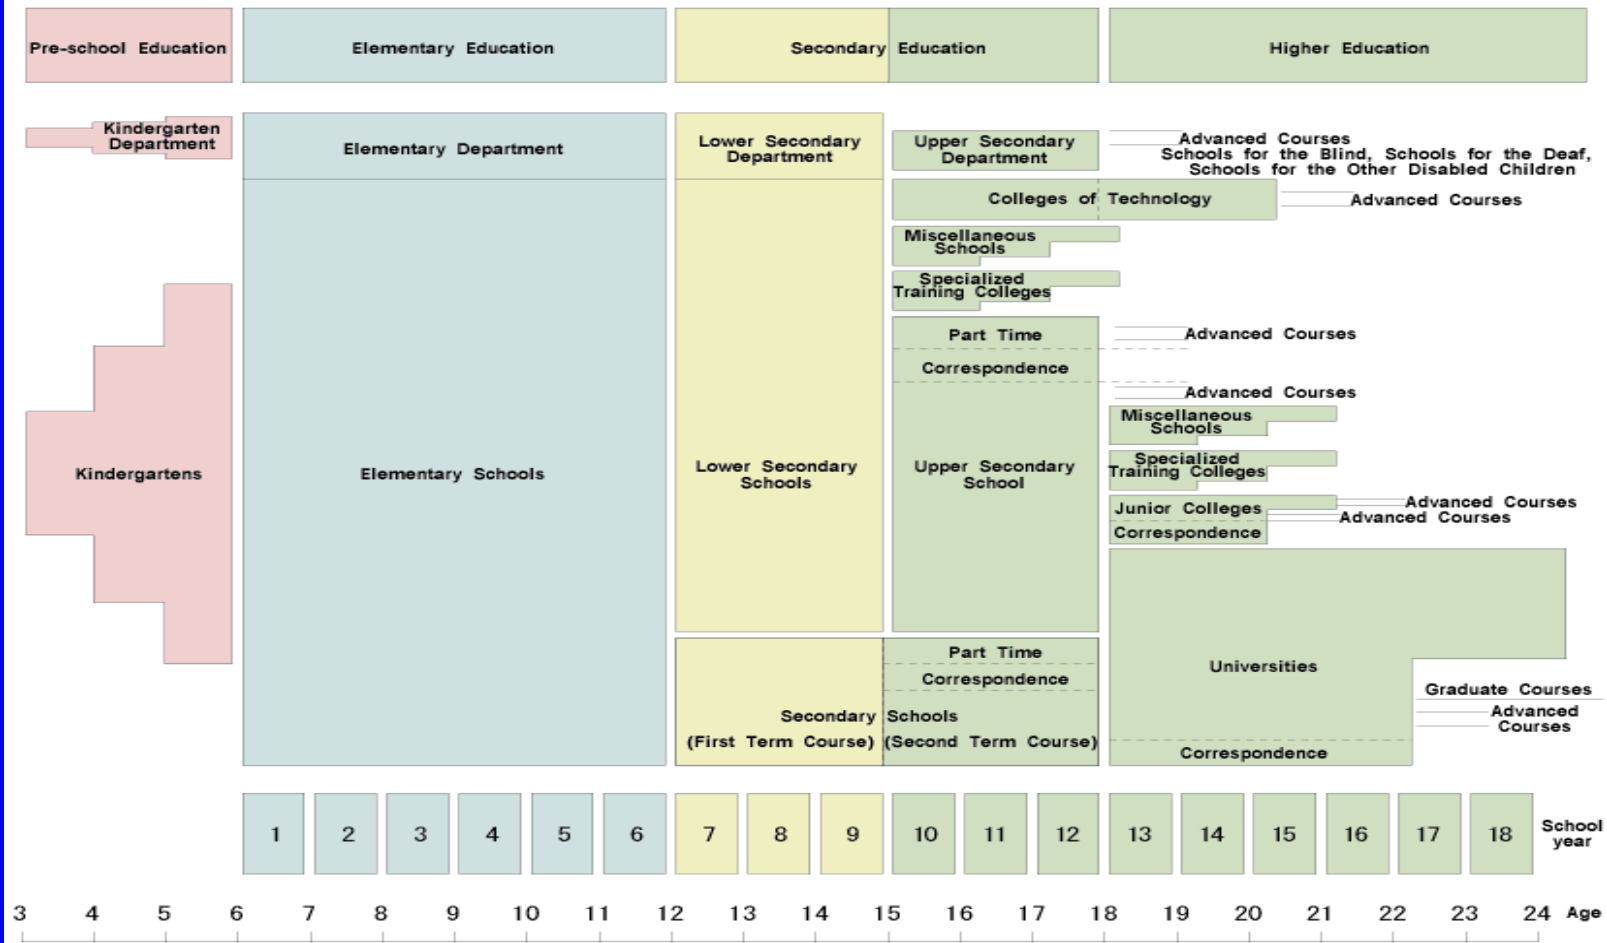 Pre-school Education
Elementary Education
Secondary Education
Higher Education
Kindergarten
Department
Elementary Department
Lower Secondary
Department
Upper Secondary
Department
Advanced Courses
Schools for the Blind, Schools for the Deaf,
Schools for the Other Disabled Children
Colleges of Technology
Advanced Courses
Miscellaneous
Schools
Specialized
Training Colleges
Part Time
Advanced Courses
Correspondence
Advanced Courses
Miscellaneous
Schools
Kindergartens
Elementary Schools
Lower Secondary
Schools
Upper Secondary
School
Specialized
Training Colleges
Junior Colleges
Advanced Courses
Advanced Courses
Correspondence
Part Time
Correspondence
Secondary Schools
(First Term Course) (Second Term Course)
Universities
Graduate Courses
Advanced
Courses
Correspondence
1 2 3 4 5 6 7 8 9 10 11 12 13 14 15 16 17 18 School
year
3 4 5 6 7 8 9 10 11 12 13 14 15 16 17 18 19 20 21 22 23 24 Age